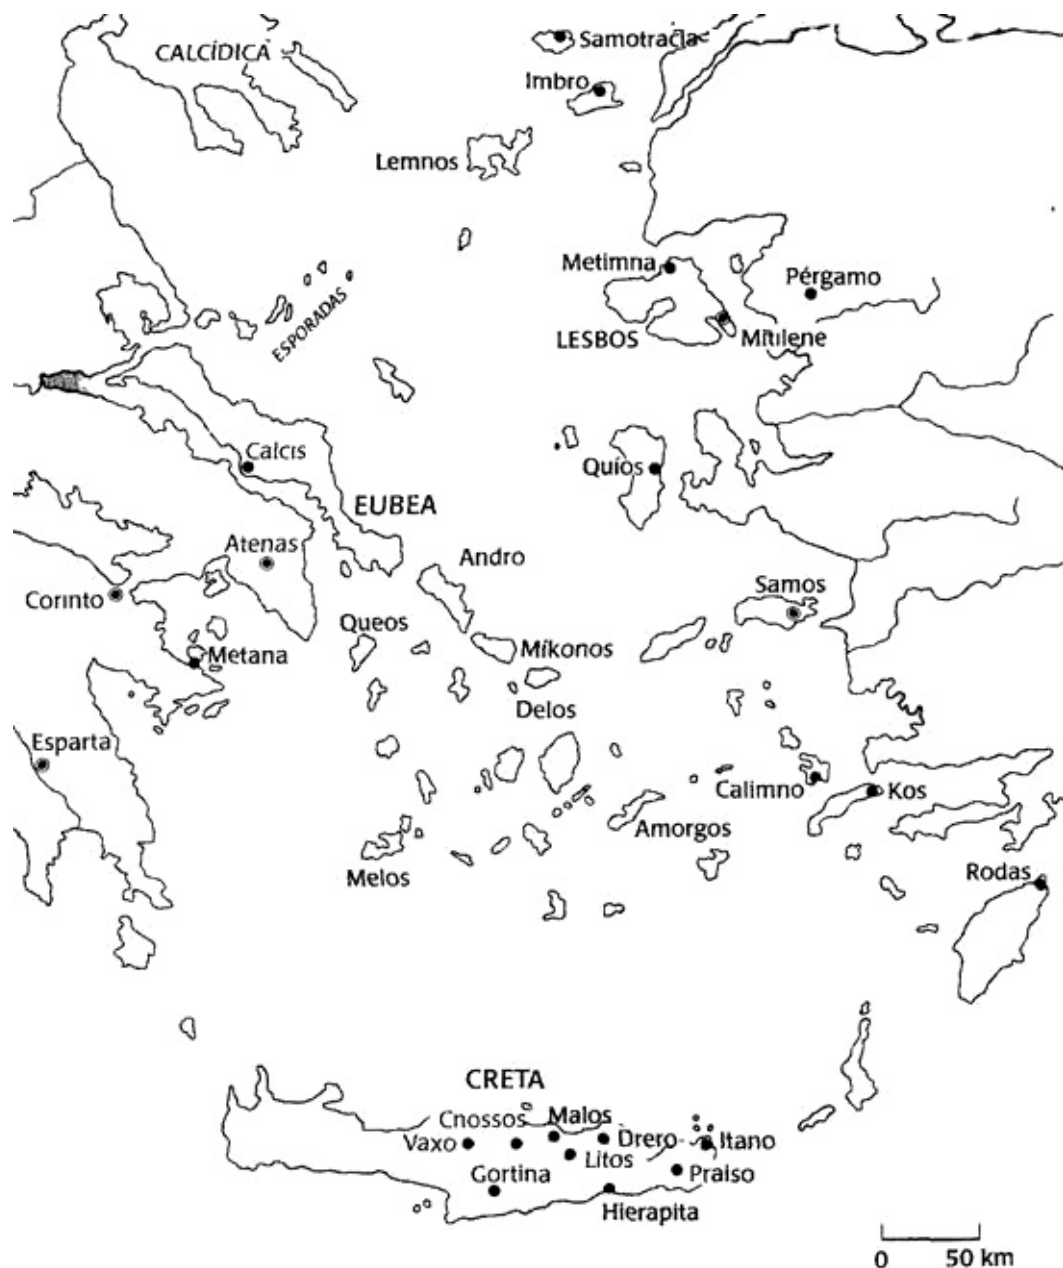 Samotracia
CALCÍDICA
Imbro
Lemnos
Metimna
Pérgamo
ESPORADAS
LESBOS
Mitilene
Calcis
Quíos
EUBEA
Atenas
Andro
Samos
Corinto
Queos
Míkonos
Metana
Delos
Esparta
Calimno
Kos
Amorgos
Melos
Rodas
CRETA
Cnossos
Malos
Vaxo
Drero
Itano
Litos
Gortina
Praiso
Hierapita
0 50 km